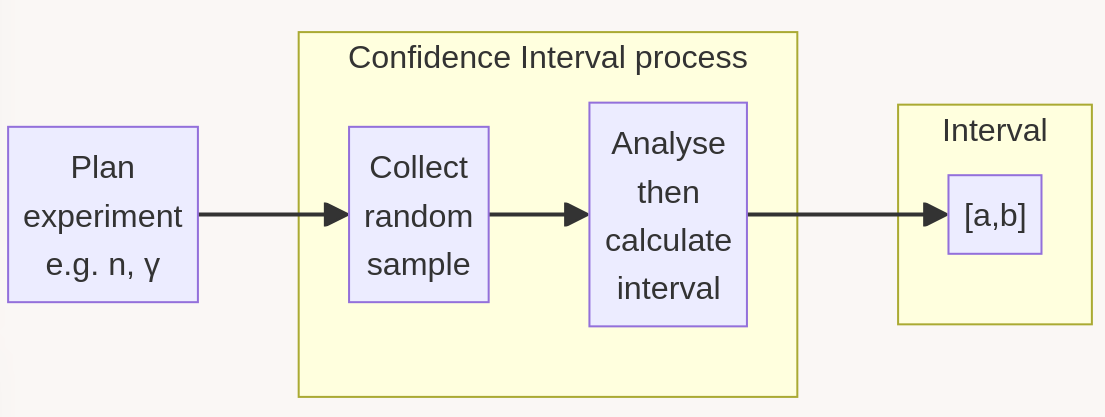 Confidence Interval process
Plan
experiment
e.g. n, γ
Collect
random
sample
Analyse
then
calculate
interval
Interval
[a,b]